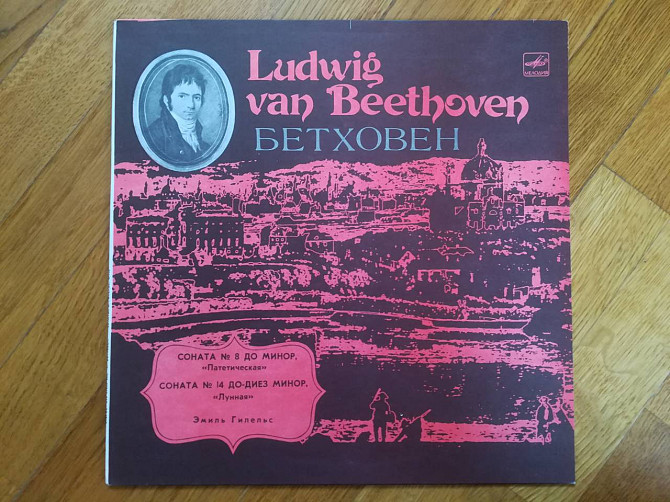 Ludwig
van Beethoven
БЕТХОВЕН
МЕЛОДИЯ
СОНАТА № 8 ДО МИНОР,
«Патетическая»
СОНАТА № 14 ДО-ДИЕЗ МИНОР.
«Лунная»
Эмиль Гилельс